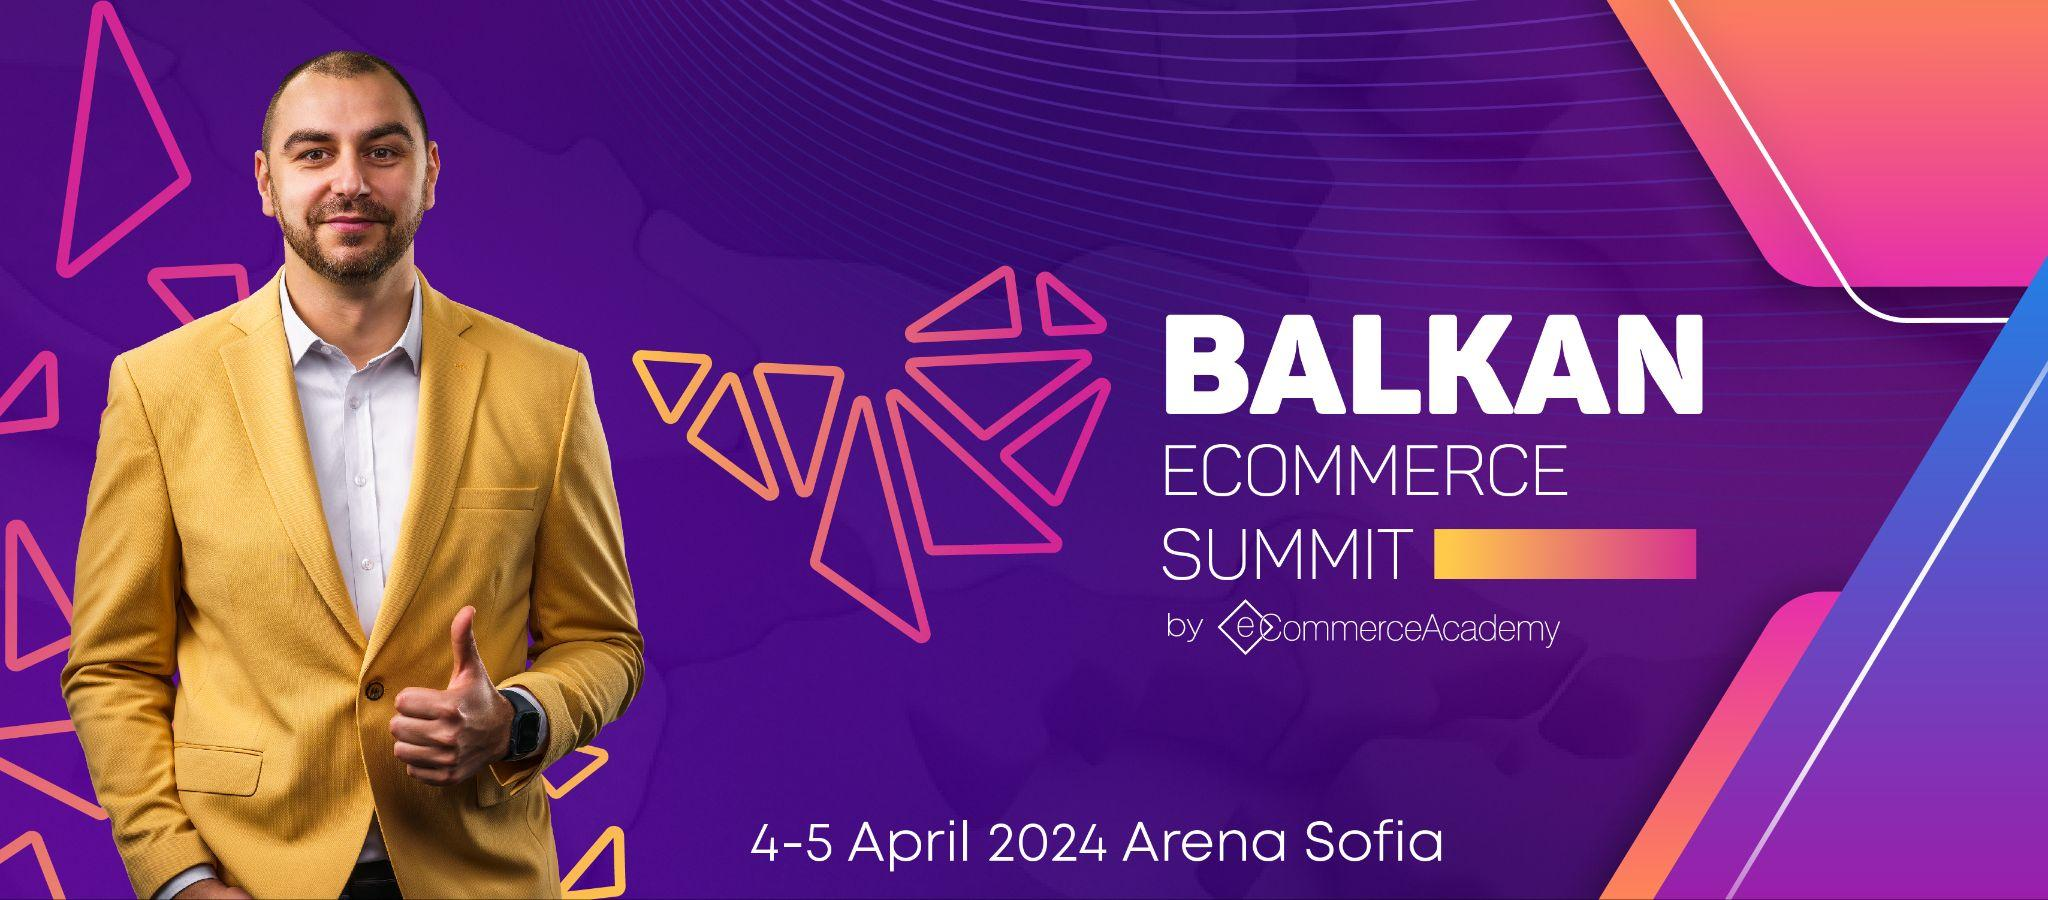 BALKAN
ECOMMERCE
SUMMIT
by eCommerceAcademy
4-5 April 2024 Arena Sofia